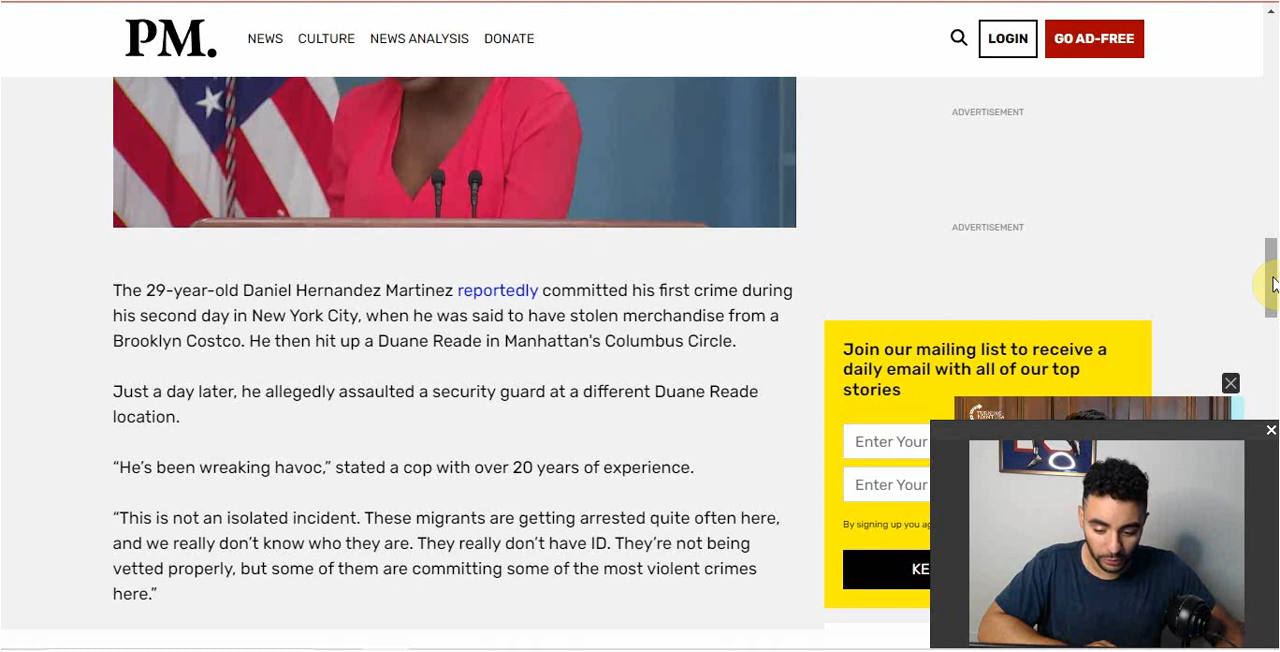 PM.
NEWS CULTURE NEWS ANALYSIS DONATE
LOGIN
GO AD-FREE
ADVERTISEMENT
ADVERTISEMENT
The 29-year-old Daniel Hernandez Martinez reportedly committed his first crime during
his second day in New York City, when he was said to have stolen merchandise from a
Brooklyn Costco. He then hit up a Duane Reade in Manhattan's Columbus Circle.
Just a day later, he allegedly assaulted a security guard at a different Duane Reade
location.
“He’s been wreaking havoc,” stated a cop with over 20 years of experience.
“This is not an isolated incident. These migrants are getting arrested quite often here,
and we really don’t know who they are. They really don’t have ID. They’re not being
vetted properly, but some of them are committing some of the most violent crimes
here.”
Join our mailing list to receive a
daily email with all of our top
stories
Enter Your
Enter Your
By signing up you
KE